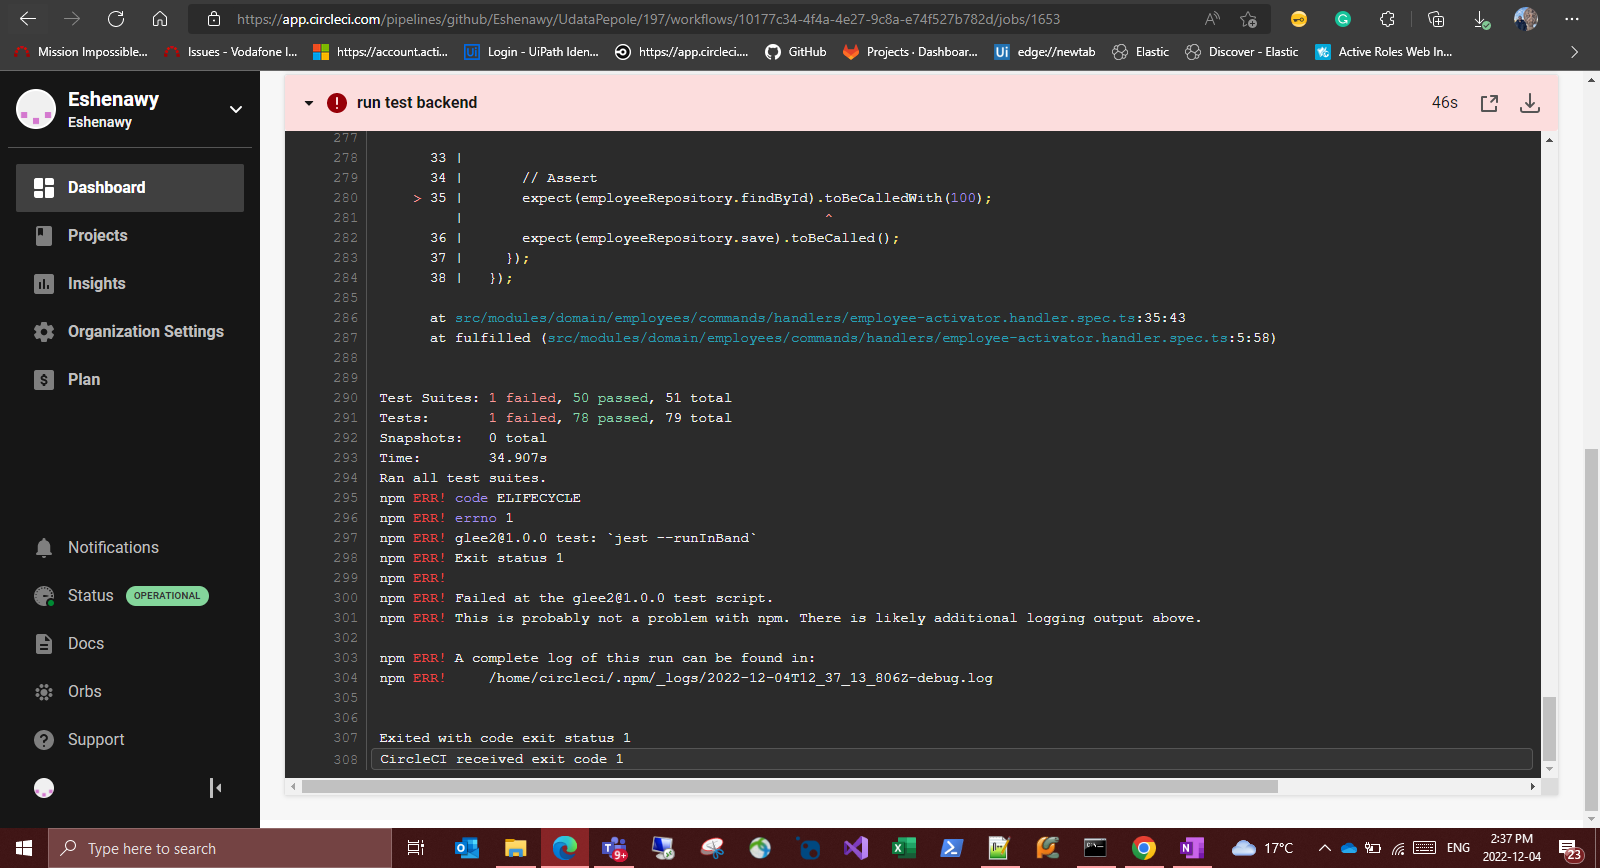 https://app.circleci.com/pipelines/github/Eshenawy/UdataPepole/197/workflows/10177c34-4f4a-4e27-9c8a-e74f527b782d/jobs/1653
Mission Impossible... Issues - Vodafone I... https://account.acti... Login - UiPath Iden... https://app.circleci.... GitHub Projects · Dashboar... edge://newtab Elastic Discover - Elastic Active Roles Web In...
Eshenawy
Eshenawy
Dashboard
Projects
Insights
Organization Settings
Plan
Notifications
Status OPERATIONAL
Docs
Orbs
Support
run test backend 46s
277
278 33 |
279 34 | // Assert
280 > 35 | expect(employeeRepository.findById).toBeCalledWith(100);
281 | ^
282 36 | expect(employeeRepository.save).toBeCalled();
283 37 | });
284 38 | });
285
286 at src/modules/domain/employees/commands/handlers/employee-activator.handler.spec.ts:35:43
287 at fulfilled (src/modules/domain/employees/commands/handlers/employee-activator.handler.spec.ts:5:58)
288
289
290 Test Suites: 1 failed, 50 passed, 51 total
291 Tests: 1 failed, 78 passed, 79 total
292 Snapshots: 0 total
293 Time: 34.907s
294 Ran all test suites.
295 npm ERR! code ELIFECYCLE
296 npm ERR! errno 1
297 npm ERR! glee2@1.0.0 test: `jest --runInBand`
298 npm ERR! Exit status 1
299 npm ERR!
300 npm ERR! Failed at the glee2@1.0.0 test script.
301 npm ERR! This is probably not a problem with npm. There is likely additional logging output above.
302
303 npm ERR! A complete log of this run can be found in:
304 npm ERR! /home/circleci/.npm/_logs/2022-12-04T12_37_13_806Z-debug.log
305
306
307 Exited with code exit status 1
308 CircleCI received exit code 1
Type here to search
9+
17°C
ENG
2:37 PM
2022-12-04
23